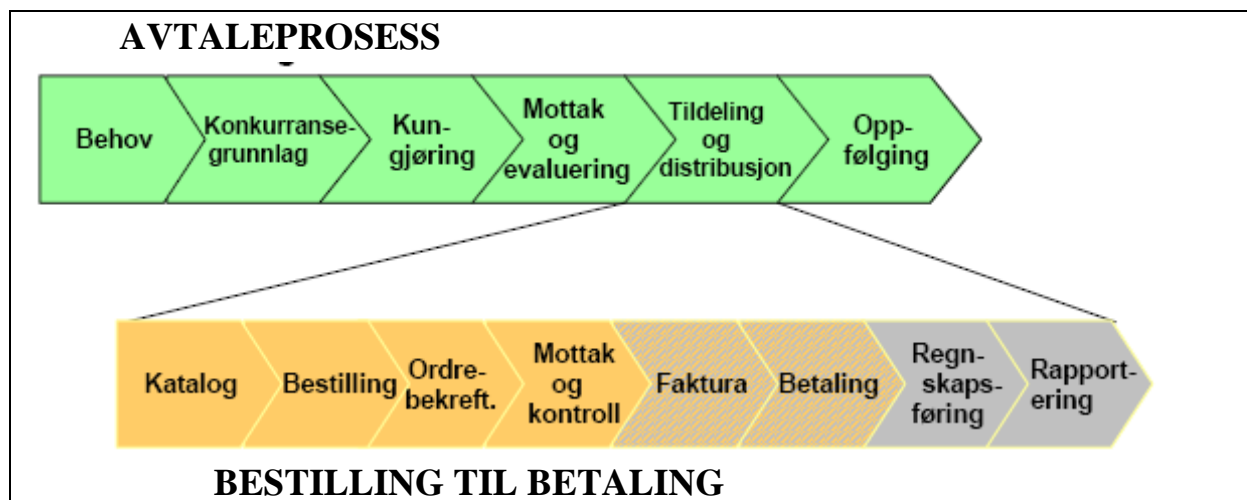 AVTALEPROSESS
Behov
Konkurranse-
grunnlag
Kun-
gjøring
Mottak
og
evaluering
Tildeling
og
distribusjon
Opp-
følging
Katalog
Bestilling
Ordre-
bekreft.
Mottak
og
kontroll
Faktura
Betaling
Regn-
skaps-
føring
Rapport-
ering
BESTILLING TIL BETALING